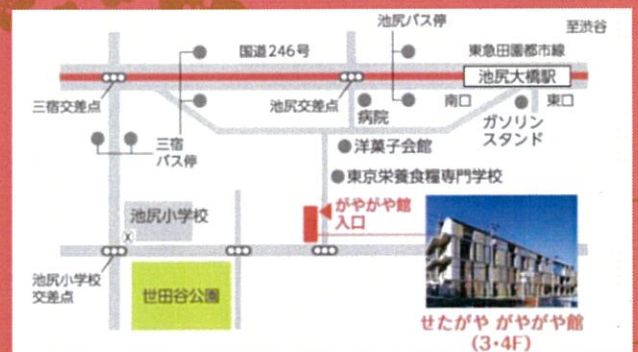 池尻バス停
至渋谷
国道246号
東急田園都市線
池尻大橋駅
三宿交差点
池尻交差点
病院
南口
東口
ガソリン
スタンド
三宿
バス停
洋菓子会館
東京栄養食糧専門学校
池尻小学校
がやがや館
入口
X
池尻小学校
交差点
世田谷公園
せたがや がやがや館
(3・4F)